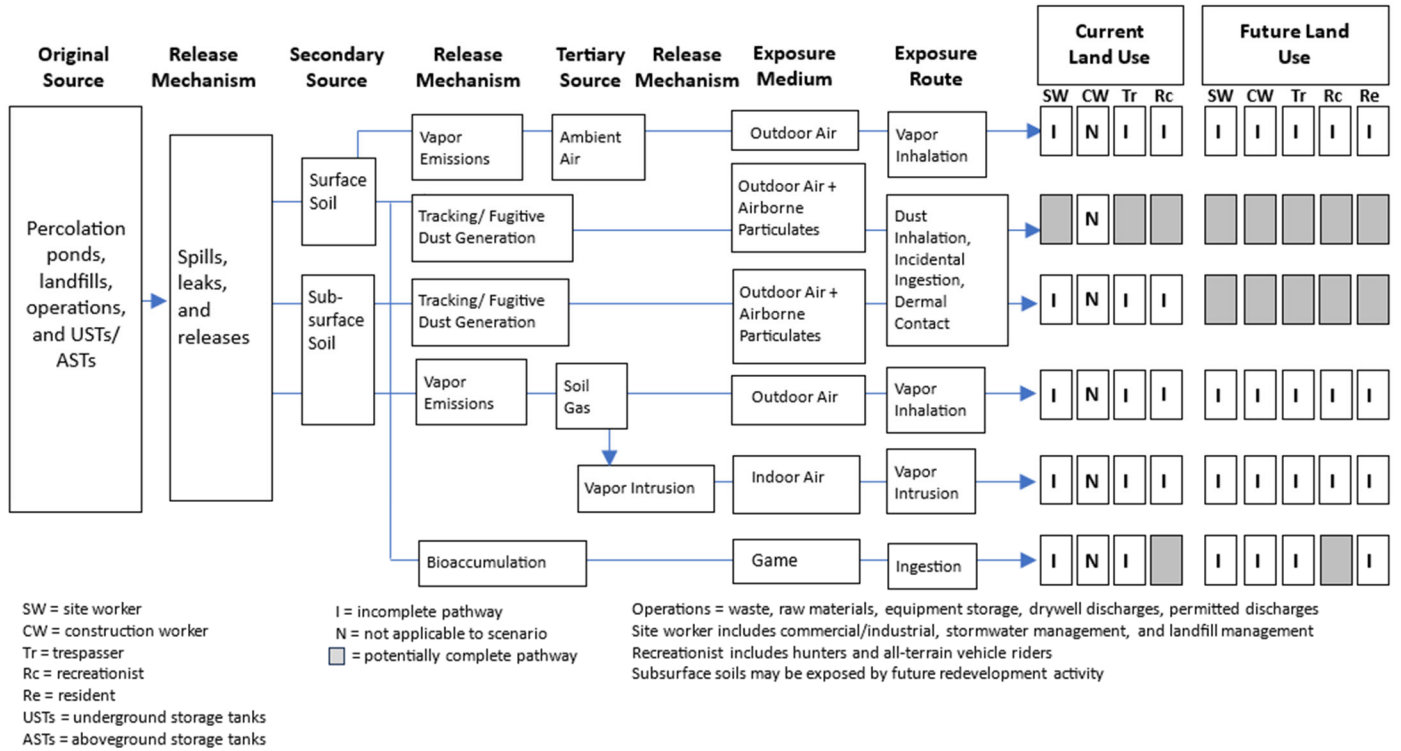 Original
Source
Release
Mechanism
Secondary
Source
Release
Mechanism
Tertiary
Source
Release
Mechanism
Exposure
Medium
Exposure
Route
Current
Land Use
Future Land
Use
SW CW Tr Rc
SW CW Tr Rc Re
Percolation
ponds,
landfills,
operations,
and USTs/
ASTs
Spills,
leaks,
and
releases
Surface
Soil
Vapor
Emissions
Ambient
Air
Outdoor Air
Vapor
Inhalation
I N I I
I I I I I
Tracking/ Fugitive
Dust Generation
Outdoor Air +
Airborne
Particulates
Dust
Inhalation,
Incidental
Ingestion,
Dermal
Contact
N
Sub-
surface
Soil
Tracking/ Fugitive
Dust Generation
Outdoor Air +
Airborne
Particulates
I N I I
Vapor
Emissions
Soil
Gas
Outdoor Air
Vapor
Inhalation
I N I I
I I I I I
Vapor Intrusion
Indoor Air
Vapor
Intrusion
I N I I
I I I I I
Bioaccumulation
Game
Ingestion
I N I
I I I I
SW = site worker
CW = construction worker
Tr = trespasser
Rc = recreationist
Re = resident
USTs = underground storage tanks
ASTs = aboveground storage tanks
I = incomplete pathway
N = not applicable to scenario
= potentially complete pathway
Operations = waste, raw materials, equipment storage, drywell discharges, permitted discharges
Site worker includes commercial/industrial, stormwater management, and landfill management
Recreationist includes hunters and all-terrain vehicle riders
Subsurface soils may be exposed by future redevelopment activity